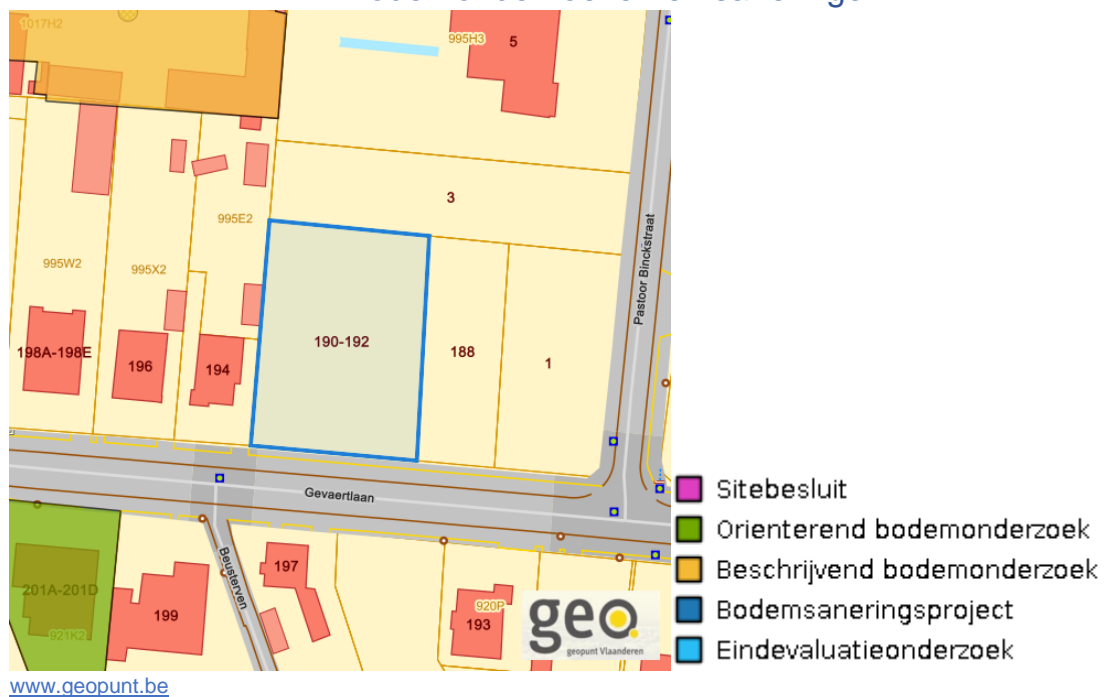 1017H2
995H3
5
3
995E2
995W2
995X2
Pastoor Binckstraat
190-192
188
1
198A-198E
196
194
Gevaertlaan
Beusterven
201A-201D
921K2
199
197
920P
193
geo.
geopunt Vlaanderen
Sitebesluit
Orienterend bodemonderzoek
Beschrijvend bodemonderzoek
Bodemsaneringsproject
Eindevaluatieonderzoek
www.geopunt.be